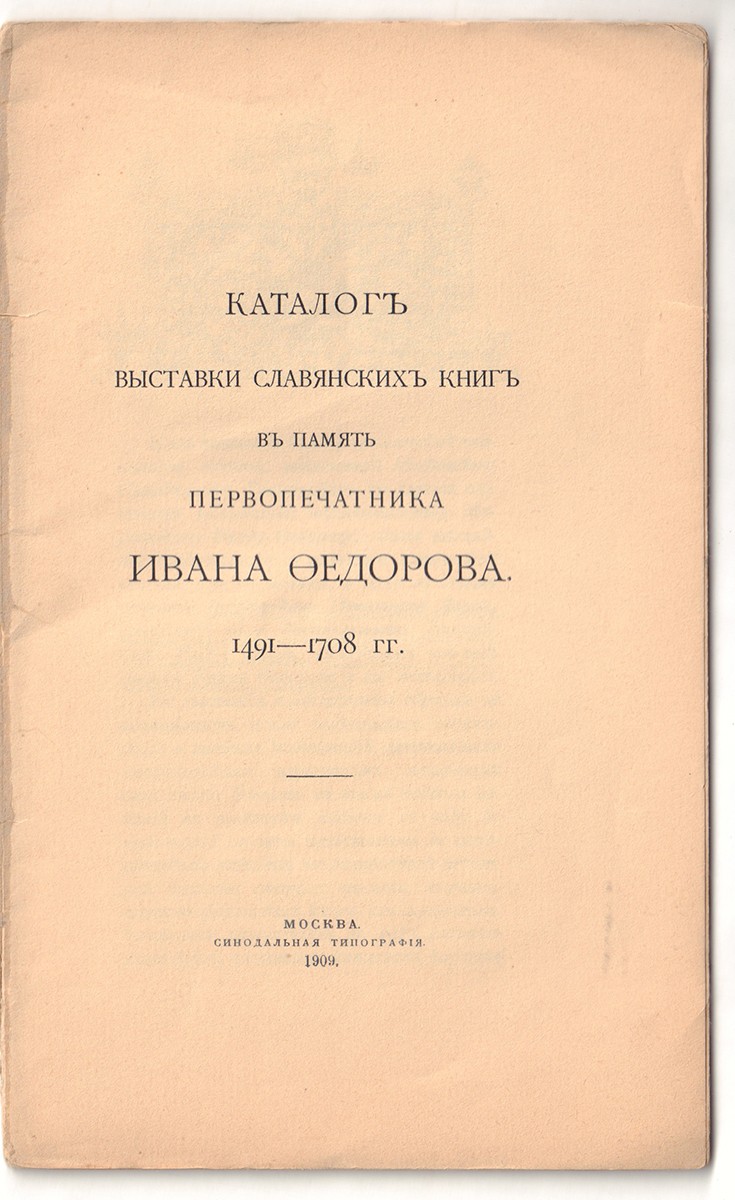 КАТАЛОГЪ
ВЫСТАВКИ СЛАВЯНСКИХЪ КНИГЪ
ВЪ ПАМЯТЬ
ПЕРВОПЕЧАТНИКА
ИВАНА ѲЕДОРОВА.
1491—1708 гг.
МОСКВА.
СИНОДАЛЬНАЯ ТИПОГРАФІЯ.
1909.